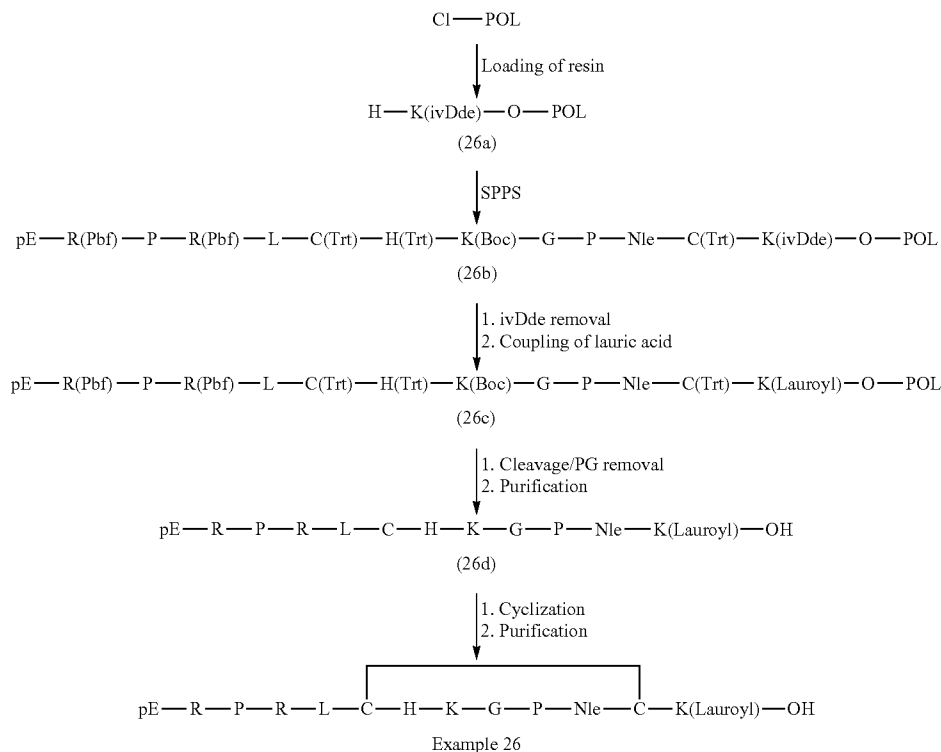 Cl—POL
Loading of resin
H—K(ivDde)—O—POL
(26a)
SPPS
pE—R(Pbf)—P—R(Pbf)—L—C(Trt)—H(Trt)—K(Boc)—G—P—Nle—C(Trt)—K(ivDde)—O—POL
(26b)
1. ivDde removal
2. Coupling of lauric acid
pE—R(Pbf)—P—R(Pbf)—L—C(Trt)—H(Trt)—K(Boc)—G—P—Nle—C(Trt)—K(Lauroyl)—O—POL
(26c)
1. Cleavage/PG removal
2. Purification
pE—R—P—R—L—C—H—K—G—P—Nle—K(Lauroyl)—OH
(26d)
1. Cyclization
2. Purification
pE—R—P—R—L—C—H—K—G—P—Nle—C—K(Lauroyl)—OH
Example 26